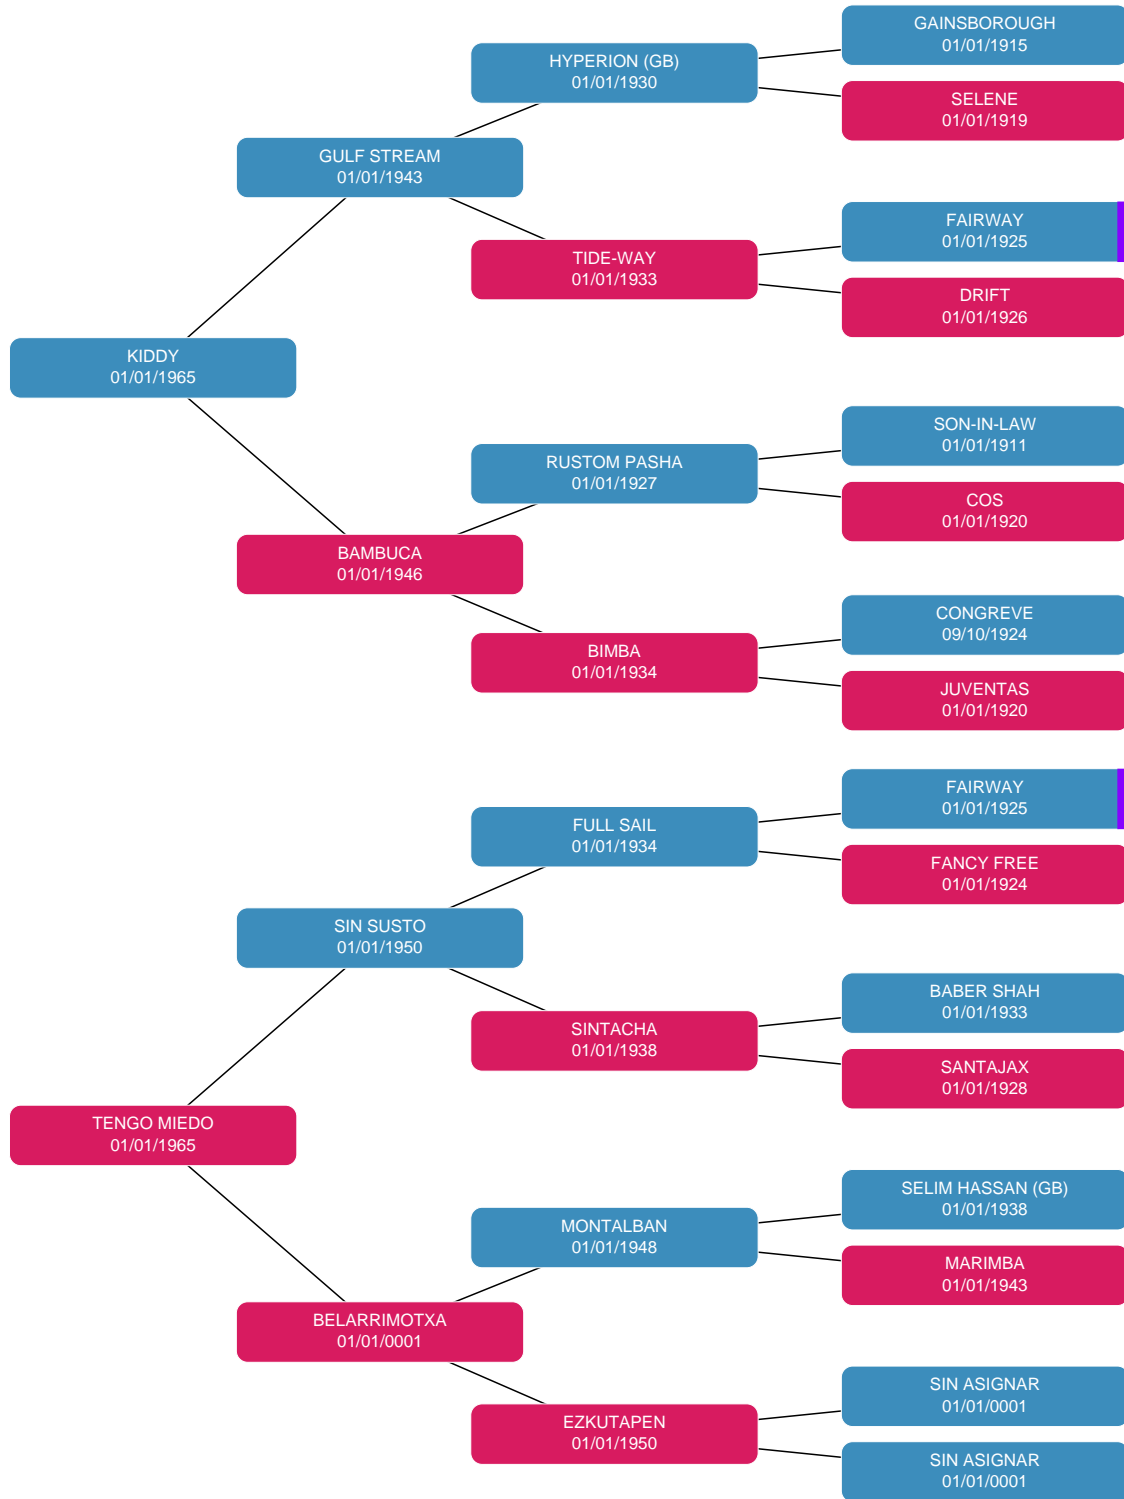 GAINSBOROUGH
01/01/1915
HYPERION (GB)
01/01/1930
SELENE
01/01/1919
GULF STREAM
01/01/1943
FAIRWAY
01/01/1925
TIDE-WAY
01/01/1933
DRIFT
01/01/1926
KIDDY
01/01/1965
SON-IN-LAW
01/01/1911
RUSTOM PASHA
01/01/1927
COS
01/01/1920
BAMBUCA
01/01/1946
CONGREVE
09/10/1924
BIMBA
01/01/1934
JUVENTAS
01/01/1920
FAIRWAY
01/01/1925
FULL SAIL
01/01/1934
FANCY FREE
01/01/1924
SIN SUSTO
01/01/1950
BABER SHAH
01/01/1933
SINTACHA
01/01/1938
SANTAJAX
01/01/1928
TENGO MIEDO
01/01/1965
SELIM HASSAN (GB)
01/01/1938
MONTALBAN
01/01/1948
MARIMBA
01/01/1943
BELARRIMOTXA
01/01/0001
SIN ASIGNAR
01/01/0001
EZKUTAPEN
01/01/1950
SIN ASIGNAR
01/01/0001